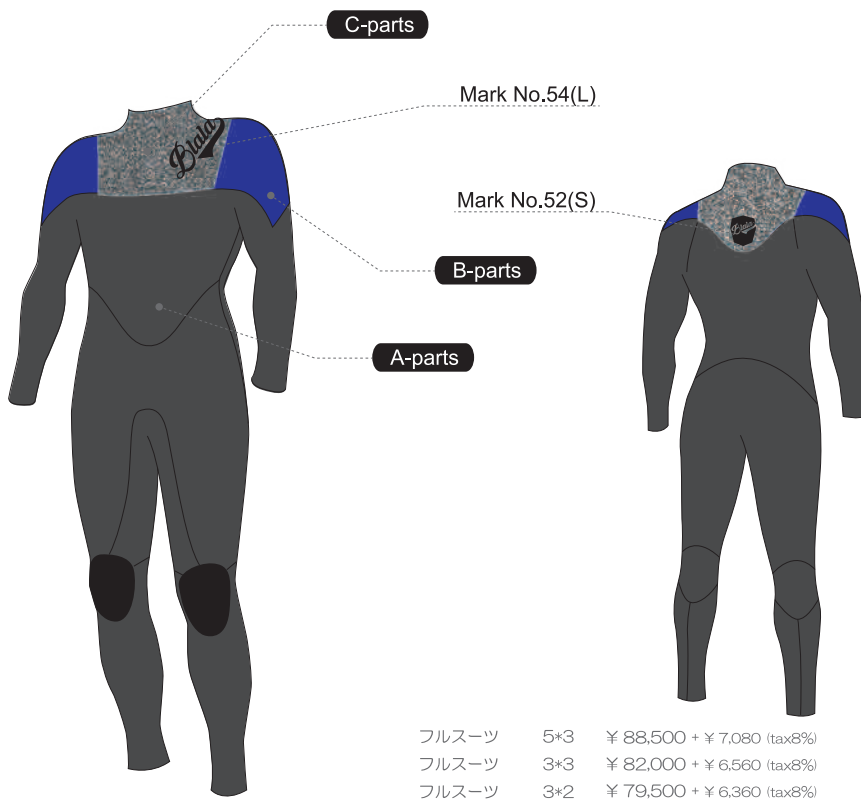 C-parts
Mark No.54(L)
Blala
Mark No.52(S)
Blala
B-parts
A-parts
フルスーツ 5*3 ¥ 88,500 + ¥ 7,080 (tax8%)
フルスーツ 3*3 ¥ 82,000 + ¥ 6,560 (tax8%)
フルスーツ 3*2 ¥ 79,500 + ¥ 6,360 (tax8%)